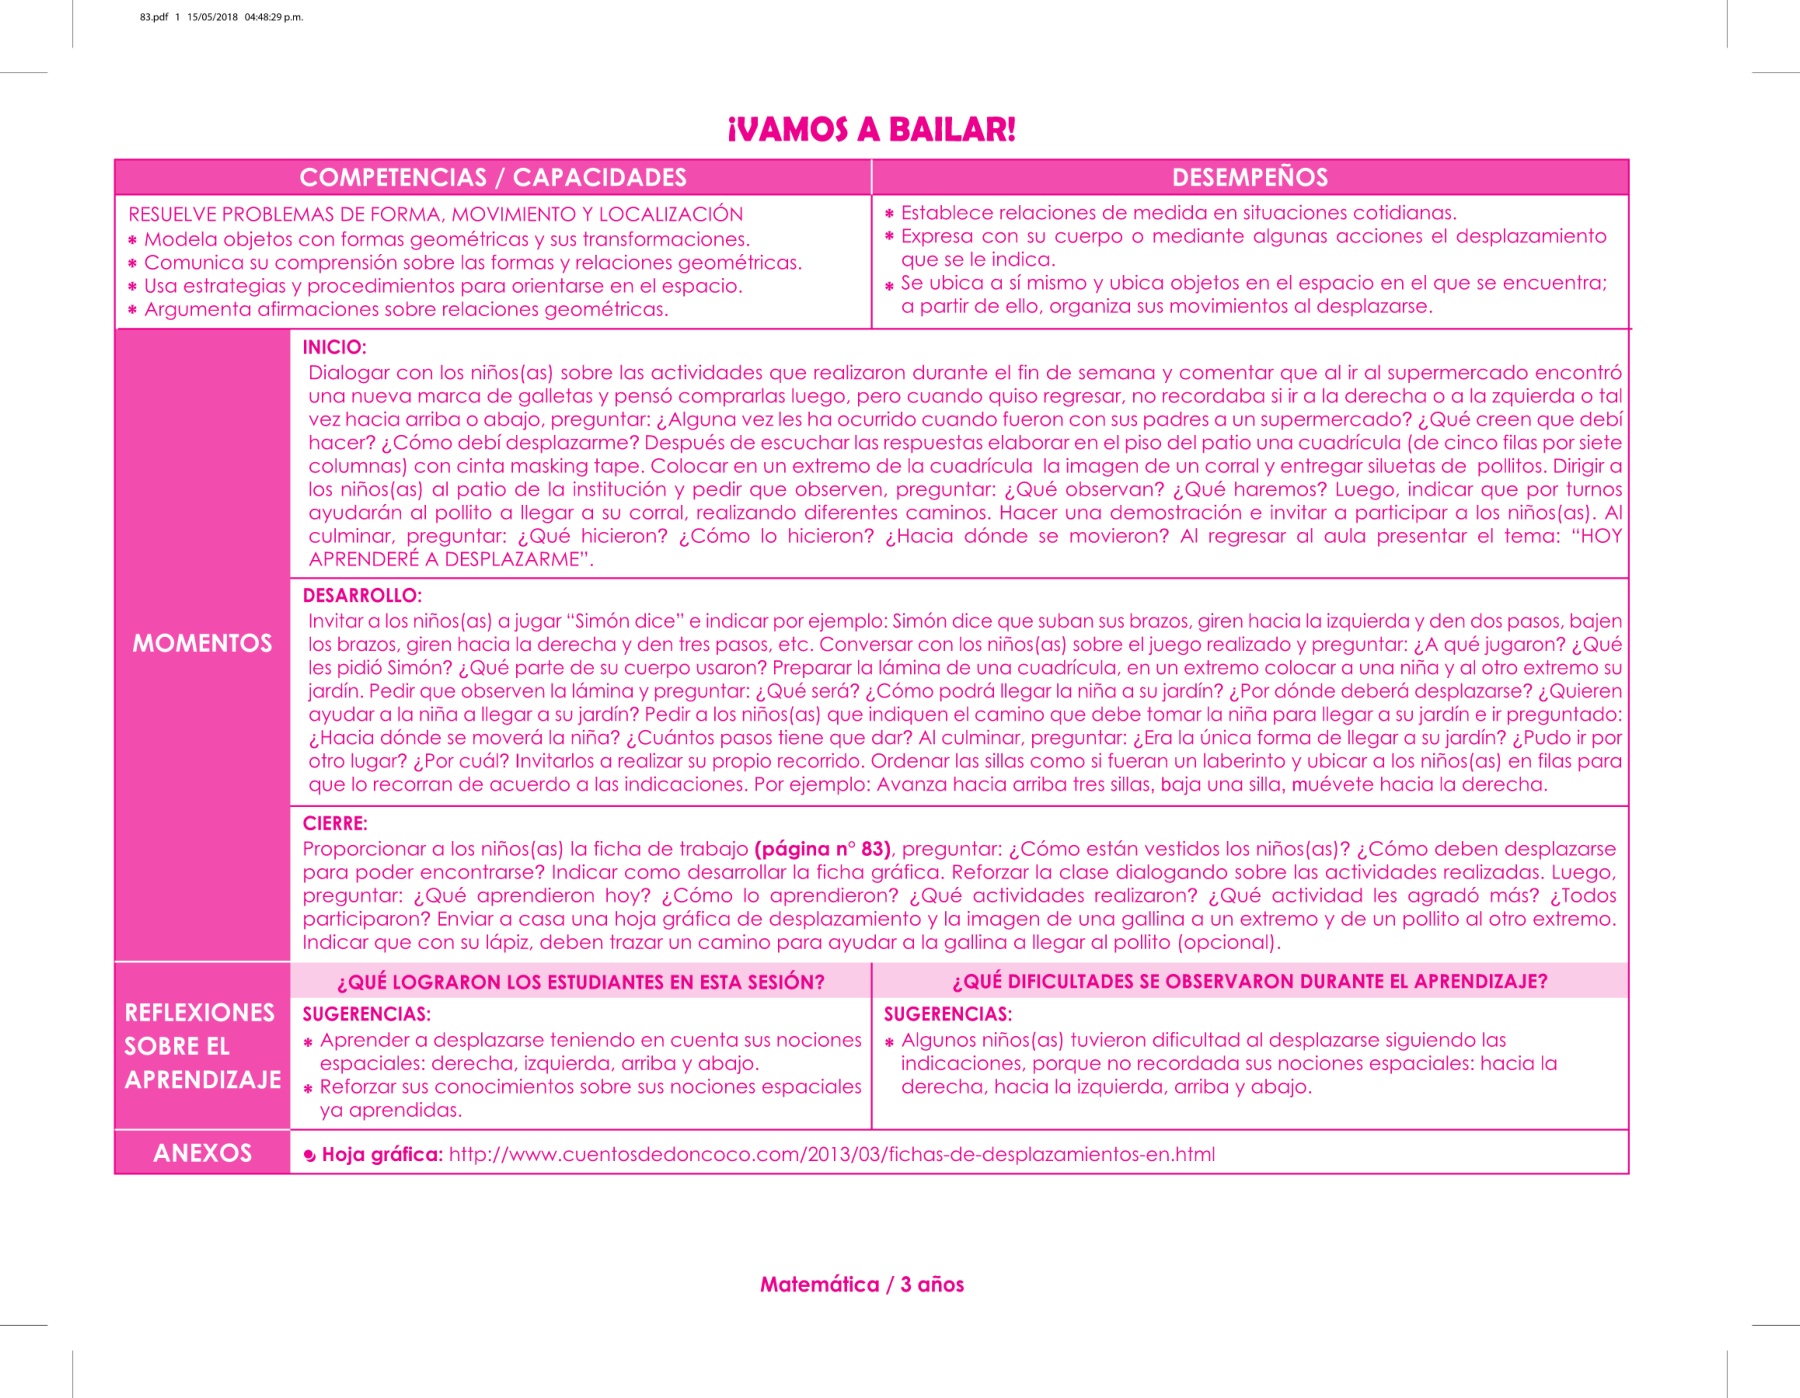 83.pdf 1 15/05/2018 04:48:29 p.m.
¡VAMOS A BAILAR!
COMPETENCIAS / CAPACIDADES
DESEMPEÑOS
RESUELVE PROBLEMAS DE FORMA, MOVIMIENTO Y LOCALIZACIÓN
* Modela objetos con formas geométricas y sus transformaciones.
* Comunica su comprensión sobre las formas y relaciones geométricas.
* Usa estrategias y procedimientos para orientarse en el espacio.
* Argumenta afirmaciones sobre relaciones geométricas.
* Establece relaciones de medida en situaciones cotidianas.
* Expresa con su cuerpo o mediante algunas acciones el desplazamiento
que se le indica.
* Se ubica a sí mismo y ubica objetos en el espacio en el que se encuentra;
a partir de ello, organiza sus movimientos al desplazarse.
MOMENTOS
INICIO:
Dialogar con los niños(as) sobre las actividades que realizaron durante el fin de semana y comentar que al ir al supermercado encontró
una nueva marca de galletas y pensó comprarlas luego, pero cuando quiso regresar, no recordaba si ir a la derecha o a la zquierda o tal
vez hacia arriba o abajo, preguntar: ¿Alguna vez les ha ocurrido cuando fueron con sus padres a un supermercado? ¿Qué creen que debí
hacer? ¿Cómo debí desplazarme? Después de escuchar las respuestas elaborar en el piso del patio una cuadrícula (de cinco filas por siete
columnas) con cinta masking tape. Colocar en un extremo de la cuadrícula la imagen de un corral y entregar siluetas de pollitos. Dirigir a
los niños(as) al patio de la institución y pedir que observen, preguntar: ¿Qué observan? ¿Qué haremos? Luego, indicar que por turnos
ayudarán al pollito a llegar a su corral, realizando diferentes caminos. Hacer una demostración e invitar a participar a los niños(as). Al
culminar, preguntar: ¿Qué hicieron? ¿Cómo lo hicieron? ¿Hacia dónde se movieron? Al regresar al aula presentar el tema: “HOY
APRENDERÉ A DESPLAZARME”.
DESARROLLO:
Invitar a los niños(as) a jugar “Simón dice” e indicar por ejemplo: Simón dice que suban sus brazos, giren hacia la izquierda y den dos pasos, bajen
los brazos, giren hacia la derecha y den tres pasos, etc. Conversar con los niños(as) sobre el juego realizado y preguntar: ¿A qué jugaron? ¿Qué
les pidió Simón? ¿Qué parte de su cuerpo usaron? Preparar la lámina de una cuadrícula, en un extremo colocar a una niña y al otro extremo su
jardín. Pedir que observen la lámina y preguntar: ¿Qué será? ¿Cómo podrá llegar la niña a su jardín? ¿Por dónde deberá desplazarse? ¿Quieren
ayudar a la niña a llegar a su jardín? Pedir a los niños(as) que indiquen el camino que debe tomar la niña para llegar a su jardín e ir preguntado:
¿Hacia dónde se moverá la niña? ¿Cuántos pasos tiene que dar? Al culminar, preguntar: ¿Era la única forma de llegar a su jardín? ¿Pudo ir por
otro lugar? ¿Por cuál? Invitarlos a realizar su propio recorrido. Ordenar las sillas como si fueran un laberinto y ubicar a los niños(as) en filas para
que lo recorran de acuerdo a las indicaciones. Por ejemplo: Avanza hacia arriba tres sillas, baja una silla, muévete hacia la derecha.
CIERRE:
Proporcionar a los niños(as) la ficha de trabajo (página n° 83), preguntar: ¿Cómo están vestidos los niños(as)? ¿Cómo deben desplazarse
para poder encontrarse? Indicar como desarrollar la ficha gráfica. Reforzar la clase dialogando sobre las actividades realizadas. Luego,
preguntar: ¿Qué aprendieron hoy? ¿Cómo lo aprendieron? ¿Qué actividades realizaron? ¿Qué actividad les agradó más? ¿Todos
participaron? Enviar a casa una hoja gráfica de desplazamiento y la imagen de una gallina a un extremo y de un pollito al otro extremo.
Indicar que con su lápiz, deben trazar un camino para ayudar a la gallina a llegar al pollito (opcional).
REFLEXIONES
SOBRE EL
APRENDIZAJE
¿QUÉ LOGRARON LOS ESTUDIANTES EN ESTA SESIÓN?
SUGERENCIAS:
* Aprender a desplazarse teniendo en cuenta sus nociones
espaciales: derecha, izquierda, arriba y abajo.
* Reforzar sus conocimientos sobre sus nociones espaciales
ya aprendidas.
¿QUÉ DIFICULTADES SE OBSERVARON DURANTE EL APRENDIZAJE?
SUGERENCIAS:
* Algunos niños(as) tuvieron dificultad al desplazarse siguiendo las
indicaciones, porque no recordada sus nociones espaciales: hacia la
derecha, hacia la izquierda, arriba y abajo.
ANEXOS
Hoja gráfica: http://www.cuentosdedoncoco.com/2013/03/fichas-de-desplazamientos-en.html
Matemática / 3 años